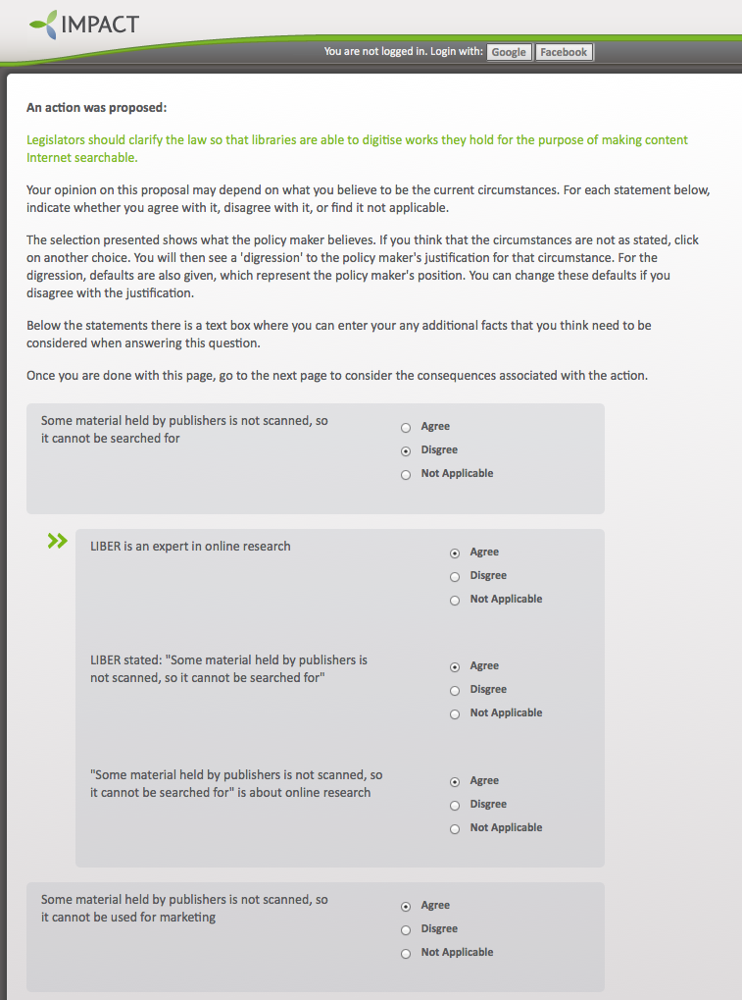 IMPACT
You are not logged in. Login with: Google Facebook
An action was proposed:
Legislators should clarify the law so that libraries are able to digitise works they hold for the purpose of making content
Internet searchable.
Your opinion on this proposal may depend on what you believe to be the current circumstances. For each statement below,
indicate whether you agree with it, disagree with it, or find it not applicable.
The selection presented shows what the policy maker believes. If you think that the circumstances are not as stated, click
on another choice. You will then see a 'digression' to the policy maker's justification for that circumstance. For the
digression, defaults are also given, which represent the policy maker's position. You can change these defaults if you
disagree with the justification.
Below the statements there is a text box where you can enter your any additional facts that you think need to be
considered when answering this question.
Once you are done with this page, go to the next page to consider the consequences associated with the action.
Some material held by publishers is not scanned, so
it cannot be searched for
Agree
Disgree
Not Applicable
LIBER is an expert in online research
Agree
Disgree
Not Applicable
LIBER stated: "Some material held by publishers is
not scanned, so it cannot be searched for"
Agree
Disgree
Not Applicable
"Some material held by publishers is not scanned, so
it cannot be searched for" is about online research
Agree
Disgree
Not Applicable
Some material held by publishers is not scanned, so
it cannot be used for marketing
Agree
Disgree
Not Applicable